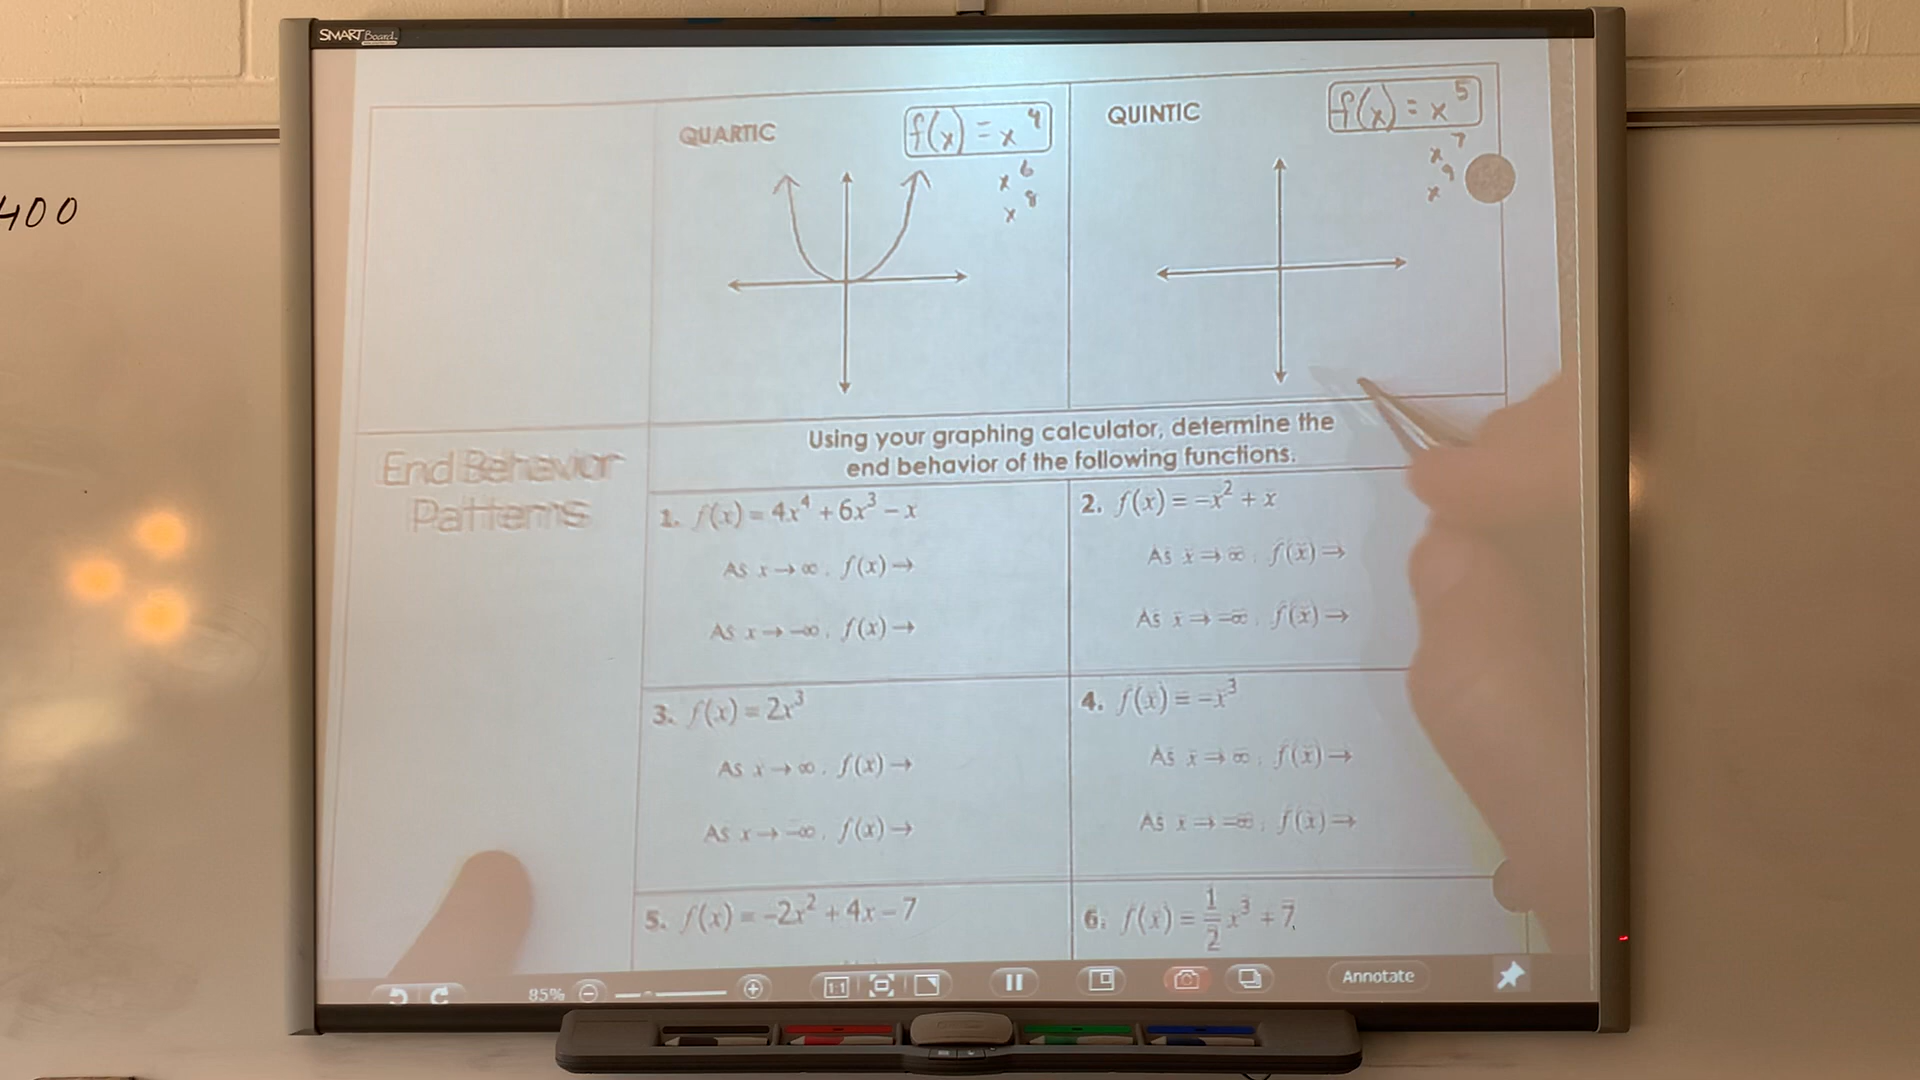 SMART Board
400
QUARTIC
f(x) = x^4
x^6
x^8
QUINTIC
f(x) = x^5
x^7
x^9
End Behavior
Patterns
Using your graphing calculator, determine the
end behavior of the following functions.
1. f(x) = 4x^4 + 6x^3 − x
As x → ∞, f(x) →
As x → −∞, f(x) →
2. f(x) = −x^2 + x
As x → ∞, f(x) →
As x → −∞, f(x) →
3. f(x) = 2x^3
As x → ∞, f(x) →
As x → −∞, f(x) →
4. f(x) = −x^3
As x → ∞, f(x) →
As x → −∞, f(x) →
5. f(x) = −2x^2 + 4x − 7
6. f(x) = 1/2 x^3 + 7
85%
1:1
Annotate